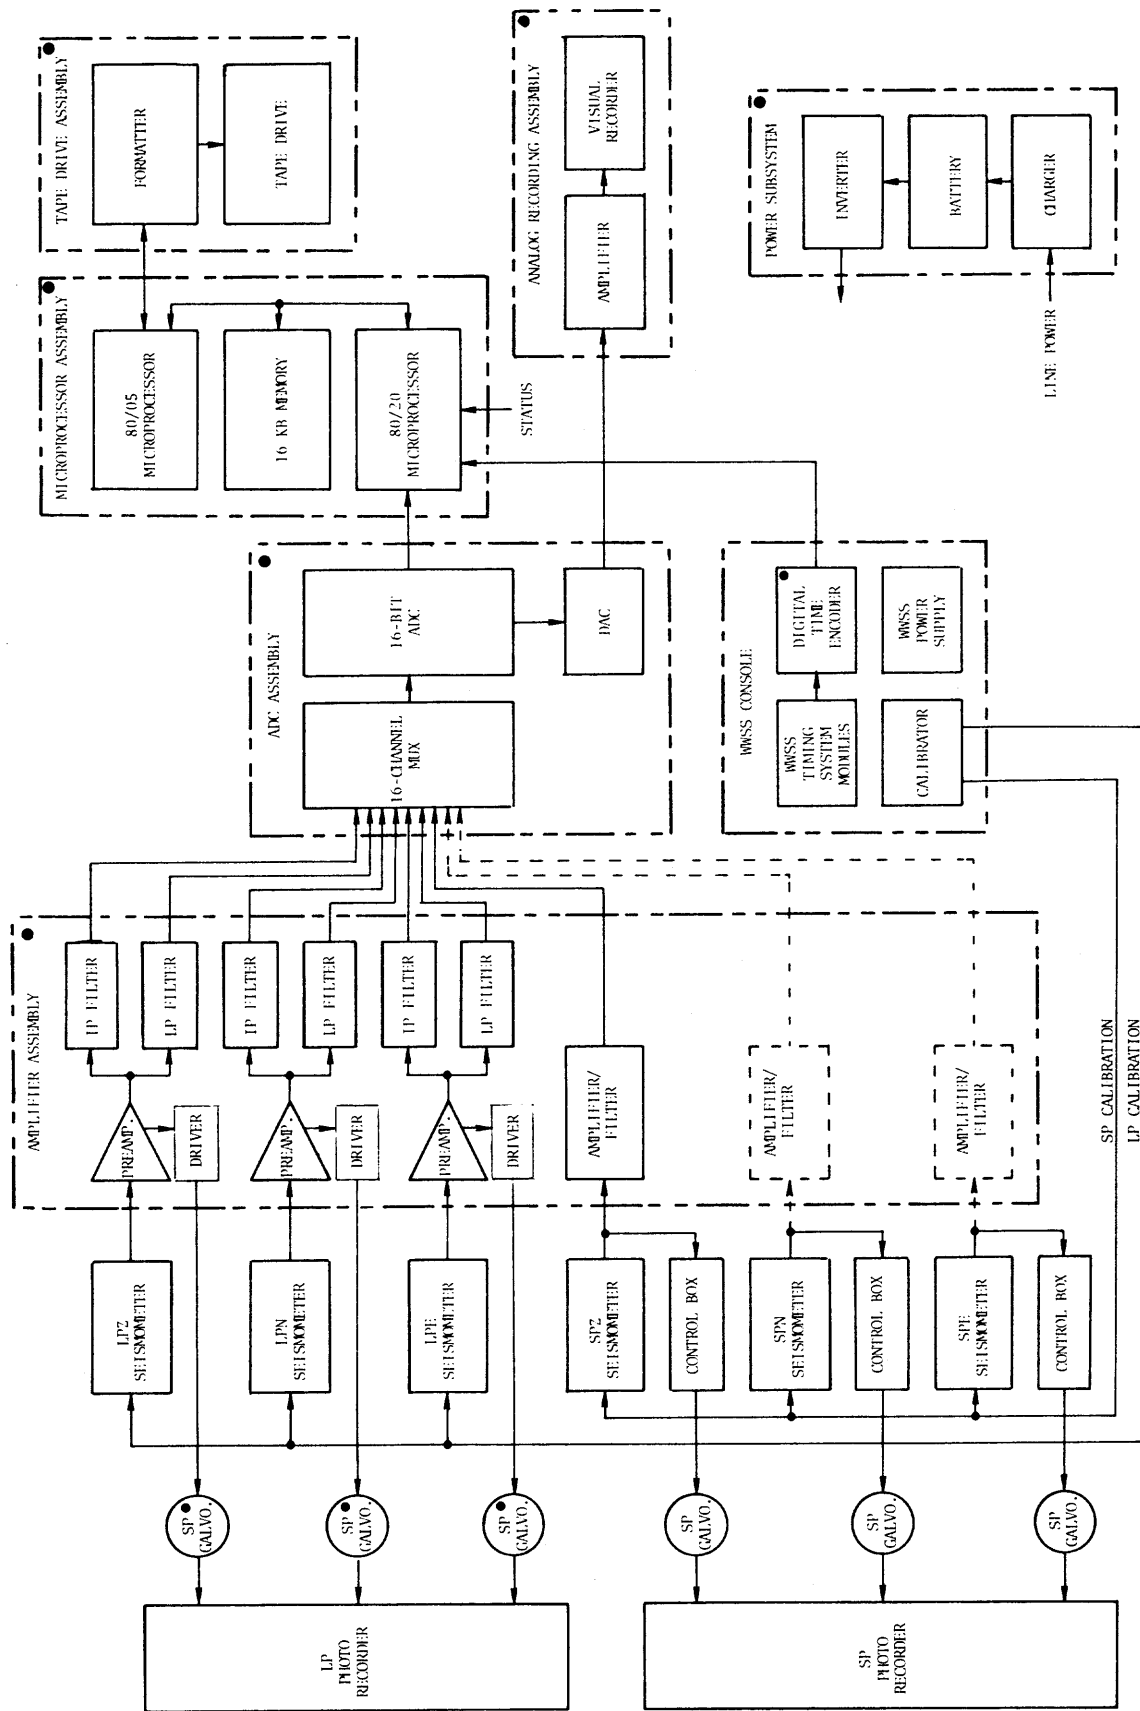 TAPE DRIVE ASSEMBLY
FORMATTER
TAPE DRIVE
MICROPROCESSOR ASSEMBLY
80/05
MICROPROCESSOR
16 KB MEMORY
80/20
MICROPROCESSOR
STATUS
ANALOG RECORDING ASSEMBLY
VISUAL
RECORDER
AMPLIFIER
POWER SUBSYSTEM
INVERTER
BATTERY
CHARGER
LINE POWER
ADC ASSEMBLY
16-BIT
ADC
DAC
16-CHANNEL
MUX
WWSS CONSOLE
DIGITAL
TIME
ENCODER
WWSS
POWER
SUPPLY
WWSS
TIMING
SYSTEM
MODULES
CALIBRATOR
AMPLIFIER ASSEMBLY
IP FILTER
LP FILTER
IP FILTER
LP FILTER
IP FILTER
LP FILTER
PREAMP.
DRIVER
PREAMP.
DRIVER
PREAMP.
DRIVER
AMPLIFIER/
FILTER
AMPLIFIER/
FILTER
AMPLIFIER/
FILTER
SP CALIBRATION
LP CALIBRATION
LPZ
SEISMOMETER
LPN
SEISMOMETER
LPE
SEISMOMETER
SPZ
SEISMOMETER
CONTROL BOX
SPN
SEISMOMETER
CONTROL BOX
SPE
SEISMOMETER
CONTROL BOX
SP
GALVO.
SP
GALVO.
SP
GALVO.
SP
GALVO.
SP
GALVO.
SP
GALVO.
LP
PHOTO
RECORDER
SP
PHOTO
RECORDER